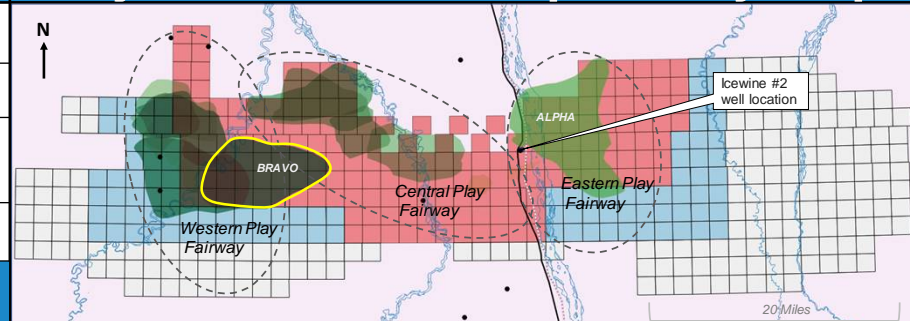 N
Icewine #2
well location
ALPHA
BRAVO
Central Play
Fairway
Eastern Play
Fairway
Western Play
Fairway
20 Miles